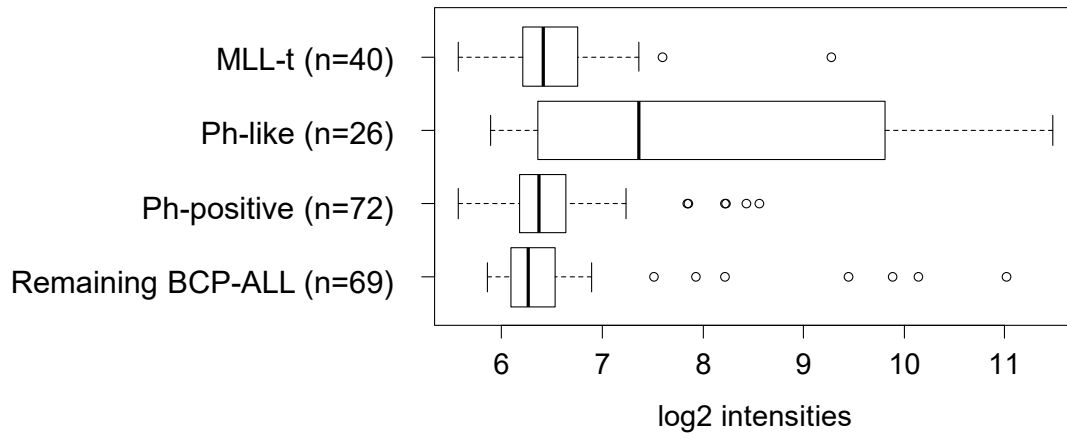 MLL-t (n=40)
Ph-like (n=26)
Ph-positive (n=72)
Remaining BCP-ALL (n=69)
6 7 8 9 10 11
log2 intensities